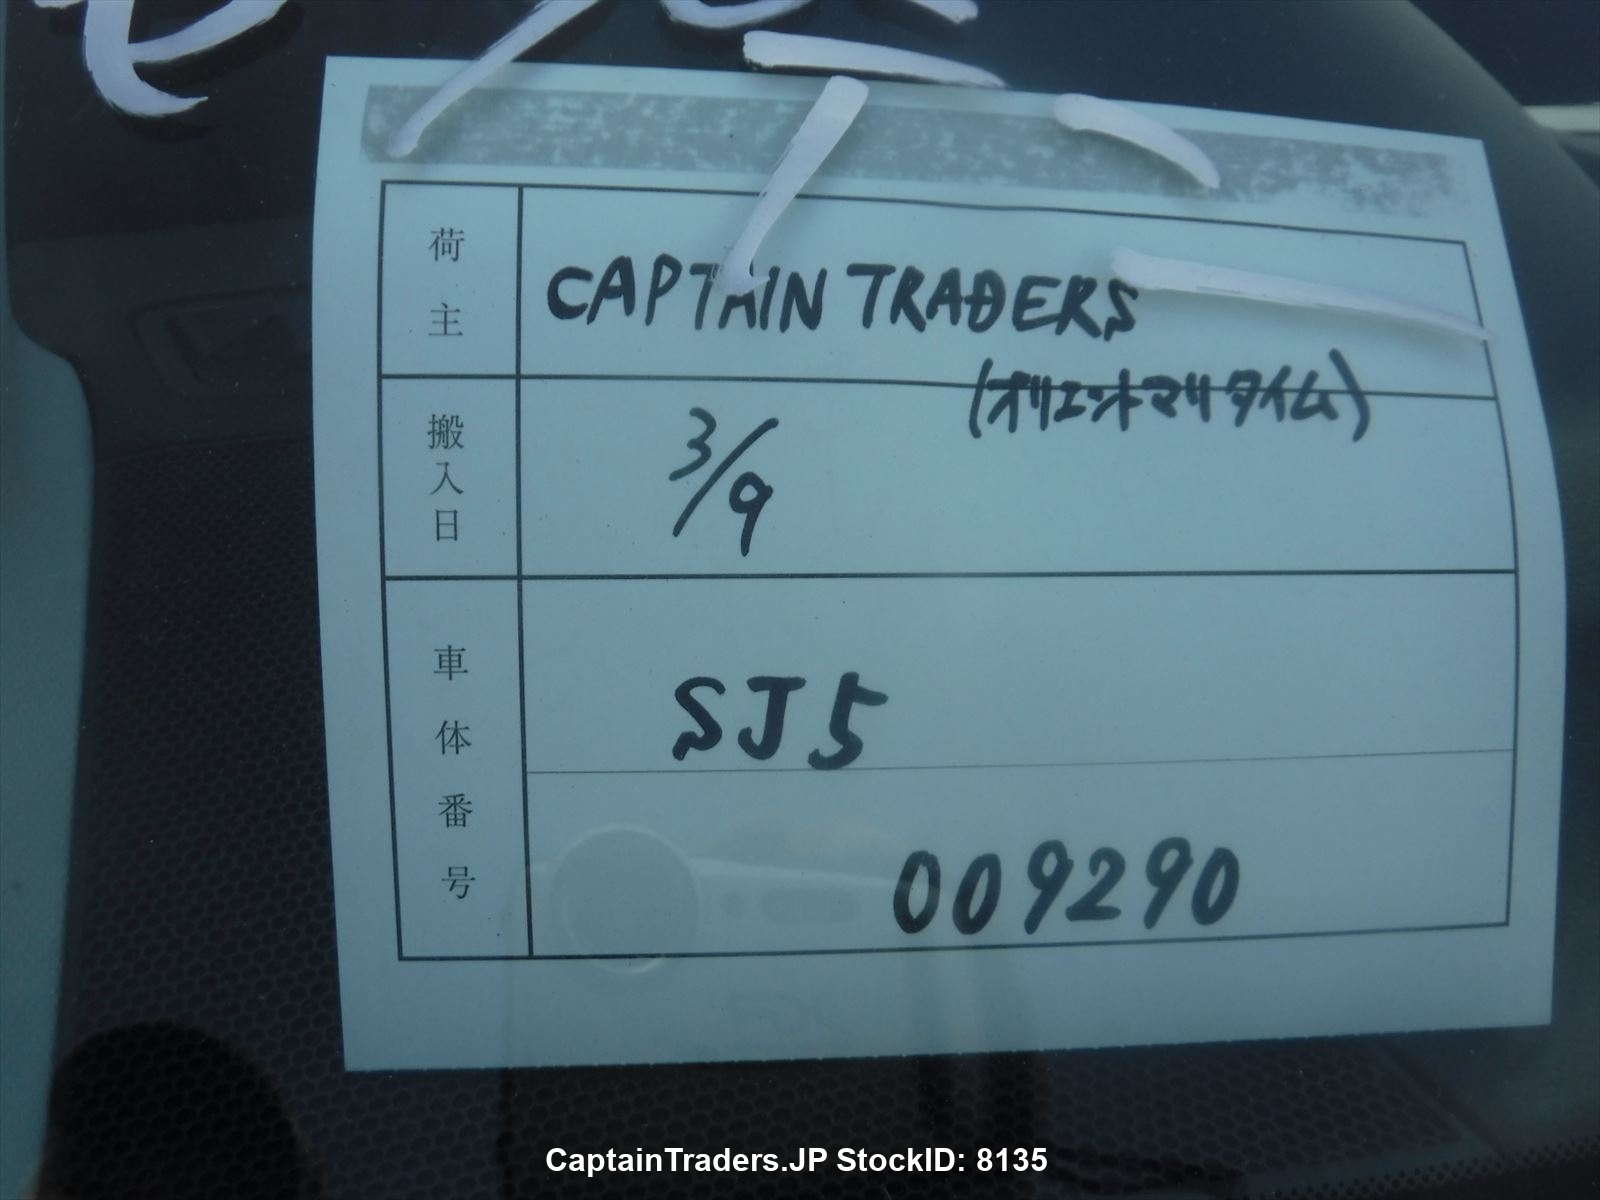 荷主
CAPTAIN TRADERS
(オリエントマリタイム)
搬入日
3/9
車体番号
SJ5
009290
CaptainTraders.JP StockID: 8135